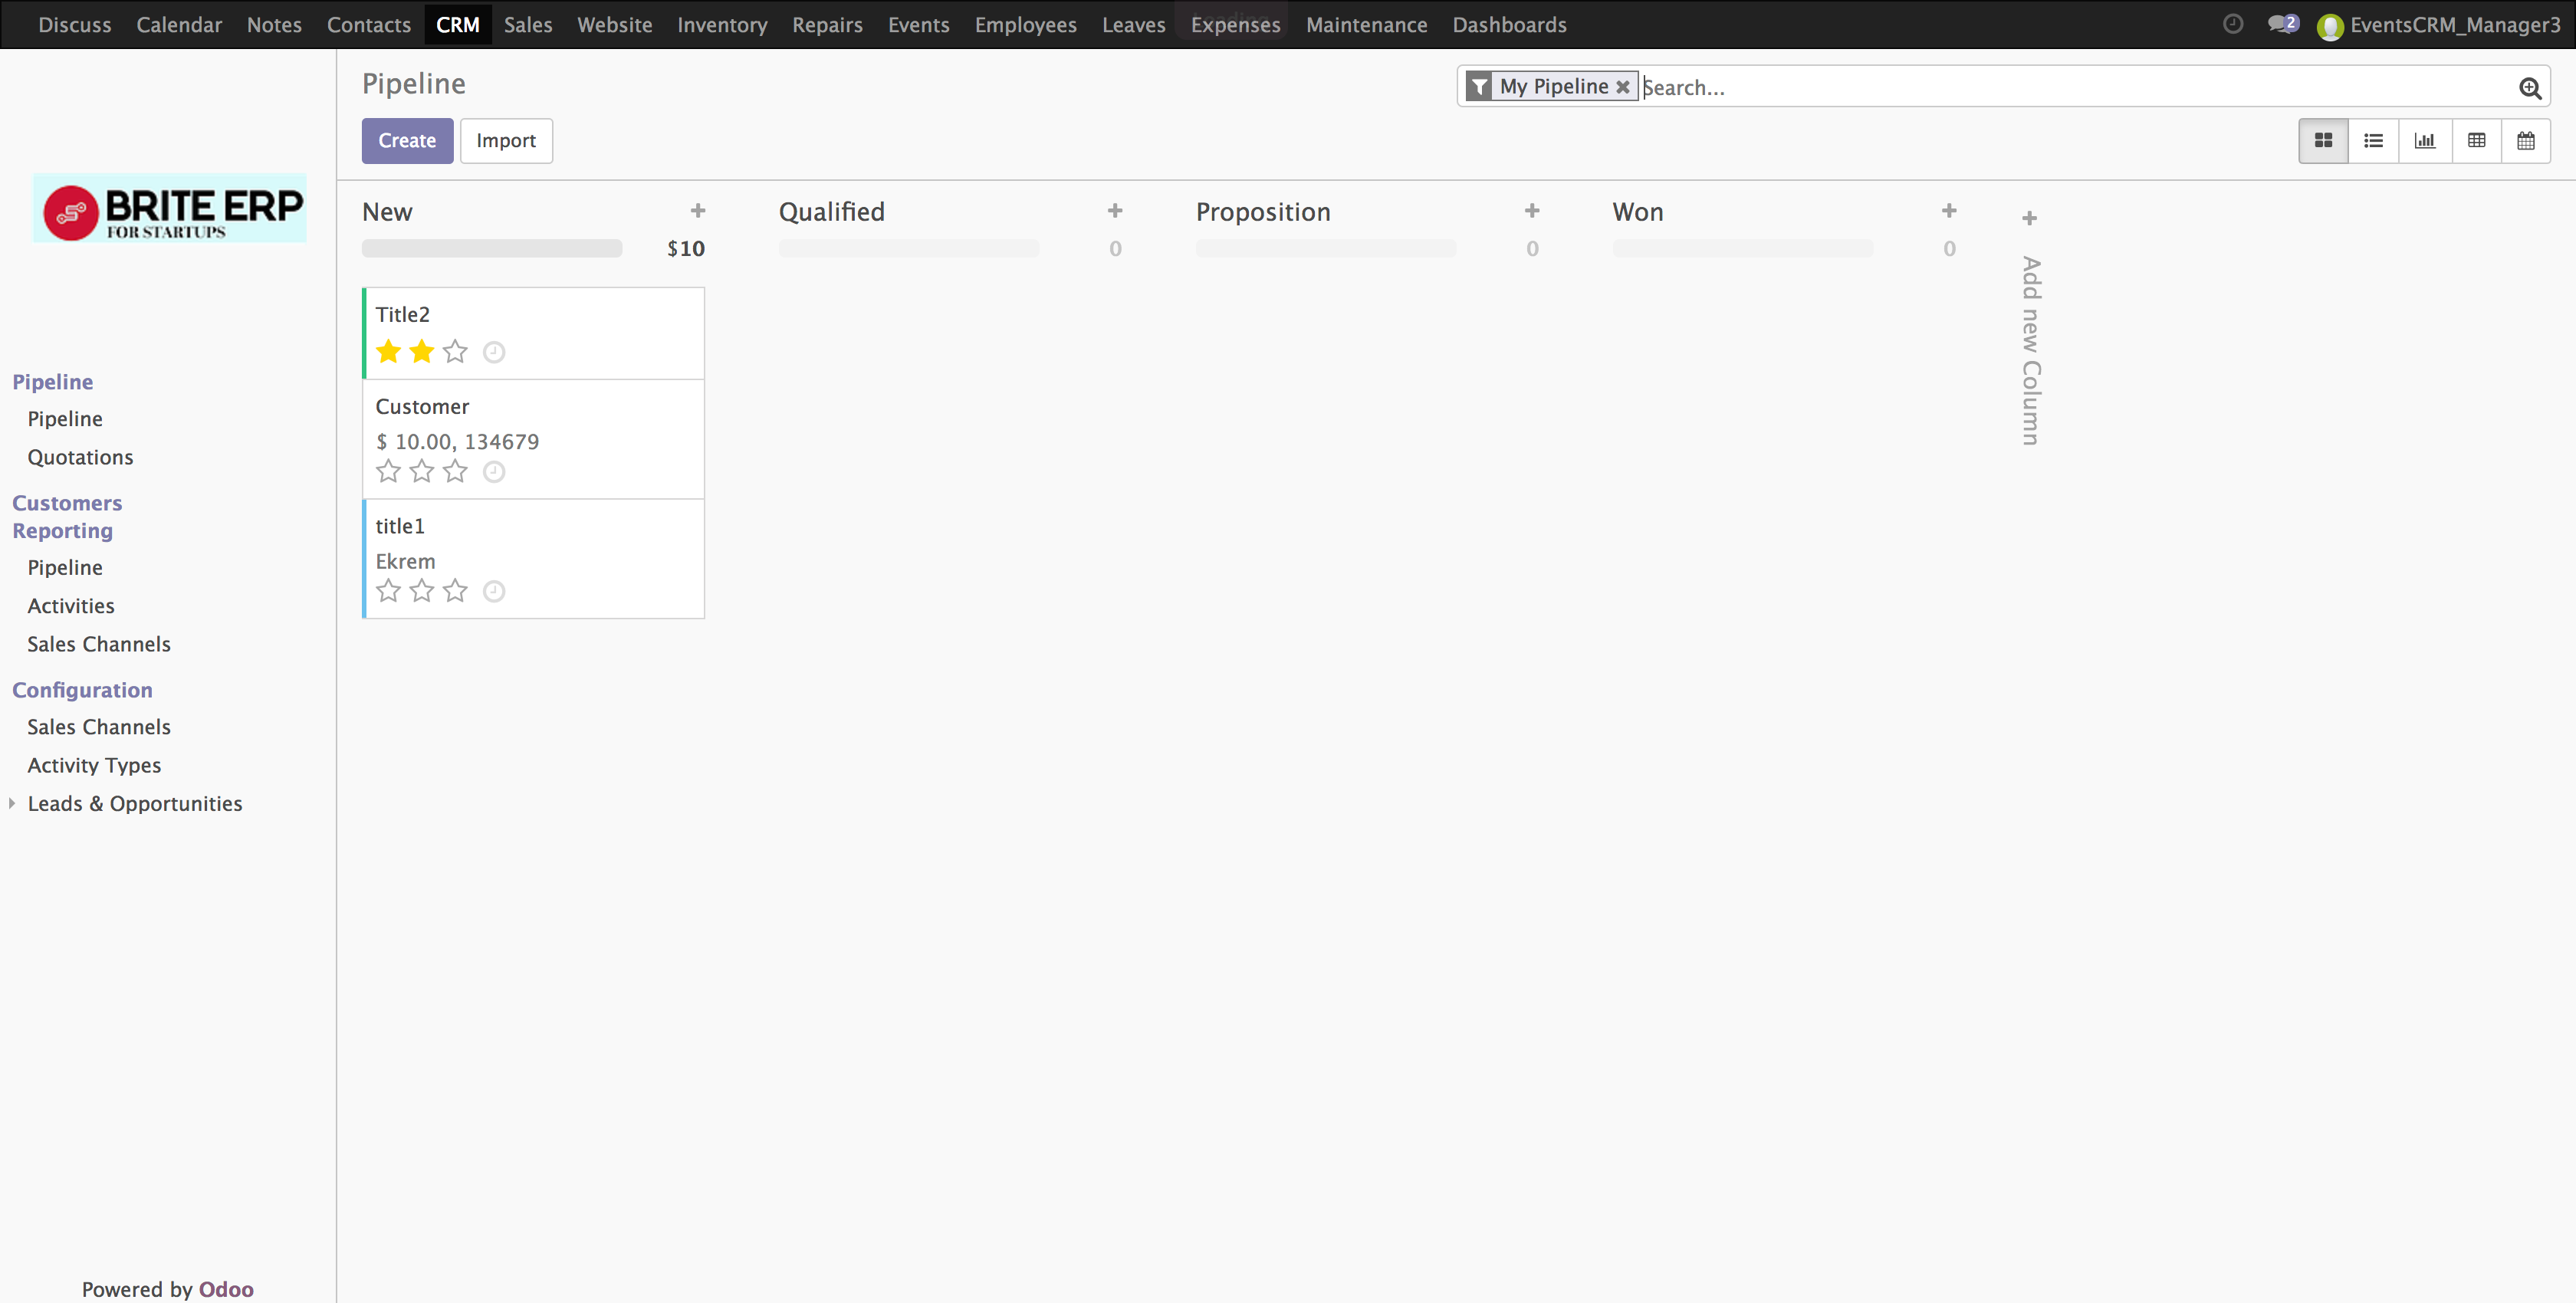 Discuss Calendar Notes Contacts CRM Sales Website Inventory Repairs Events Employees Leaves Expenses Maintenance Dashboards 2 EventsCRM_Manager3
BRITE ERP
FOR STARTUPS
Pipeline
Pipeline
Quotations
Customers
Reporting
Pipeline
Activities
Sales Channels
Configuration
Sales Channels
Activity Types
Leads & Opportunities
Powered by Odoo
Pipeline
My Pipeline Search...
Create Import
New
$10
Title2
Customer
$ 10.00, 134679
title1
Ekrem
Qualified
0
Proposition
0
Won
0
Add new Column